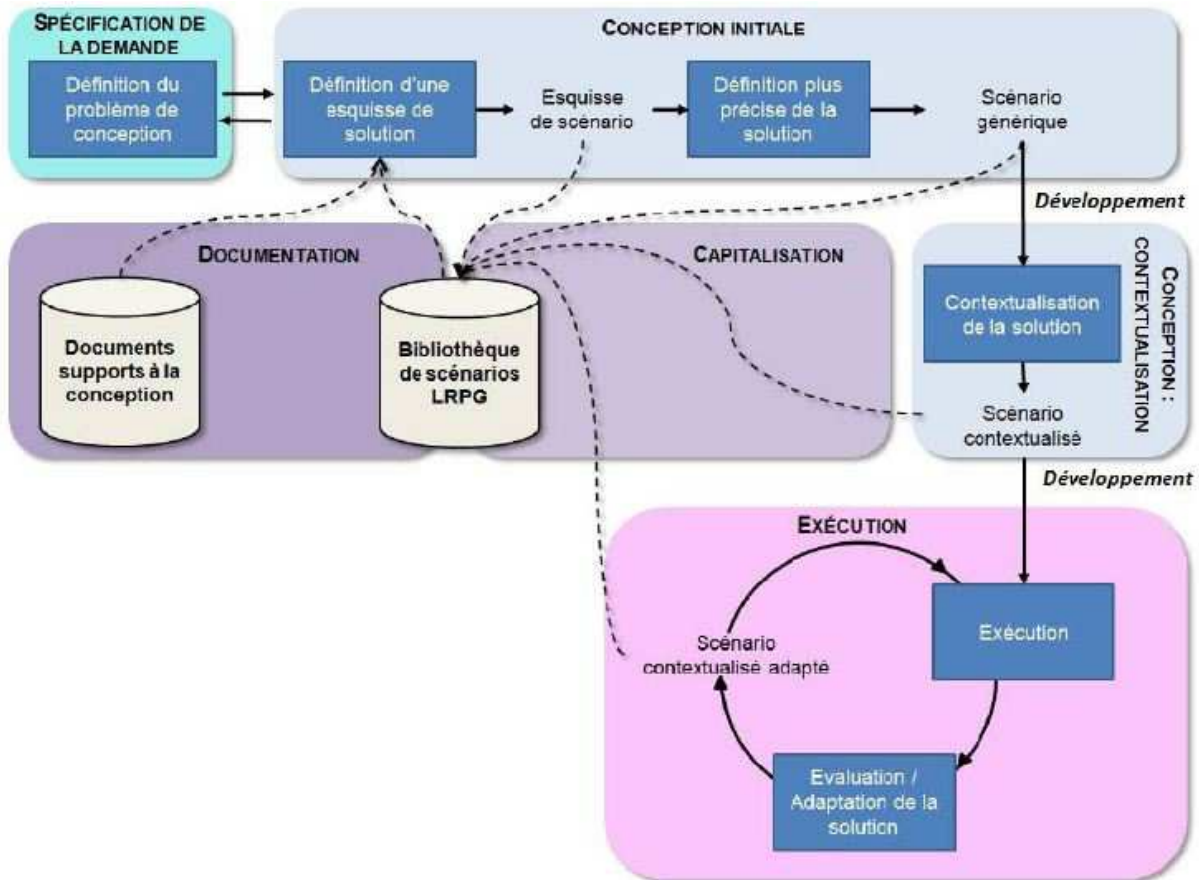 SPÉCIFICATION DE
LA DEMANDE
Définition du
problème de
conception
CONCEPTION INITIALE
Définition d'une
esquisse de
solution
Esquisse
de scénario
Définition plus
précise de la
solution
Scénario
générique
Développement
DOCUMENTATION
Documents
supports à la
conception
Bibliothèque
de scénarios
LRPG
CAPITALISATION
CONCEPTION :
CONTEXTUALISATION
Contextualisation
de la solution
Scénario
contextualisé
Développement
EXÉCUTION
Exécution
Scénario
contextualisé adapté
Evaluation /
Adaptation de la
solution